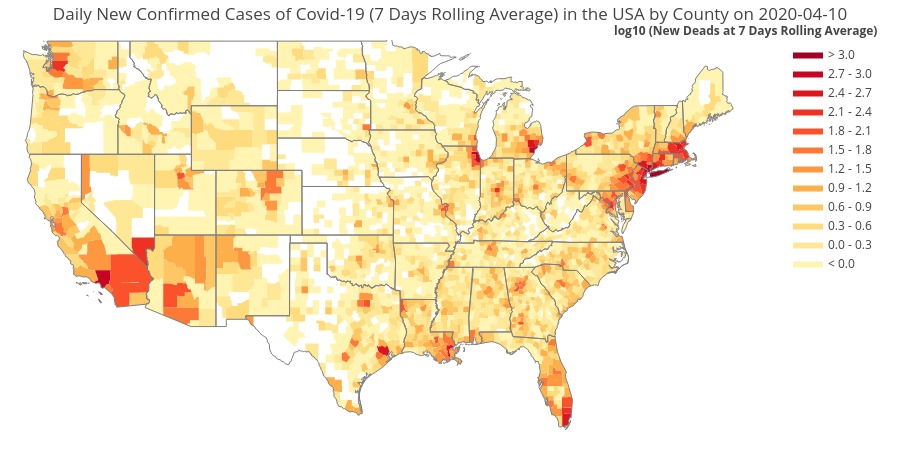 Daily New Confirmed Cases of Covid-19 (7 Days Rolling Average) in the USA by County on 2020-04-10
log10 (New Deads at 7 Days Rolling Average)
> 3.0
2.7 - 3.0
2.4 - 2.7
2.1 - 2.4
1.8 - 2.1
1.5 - 1.8
1.2 - 1.5
0.9 - 1.2
0.6 - 0.9
0.3 - 0.6
0.0 - 0.3
< 0.0